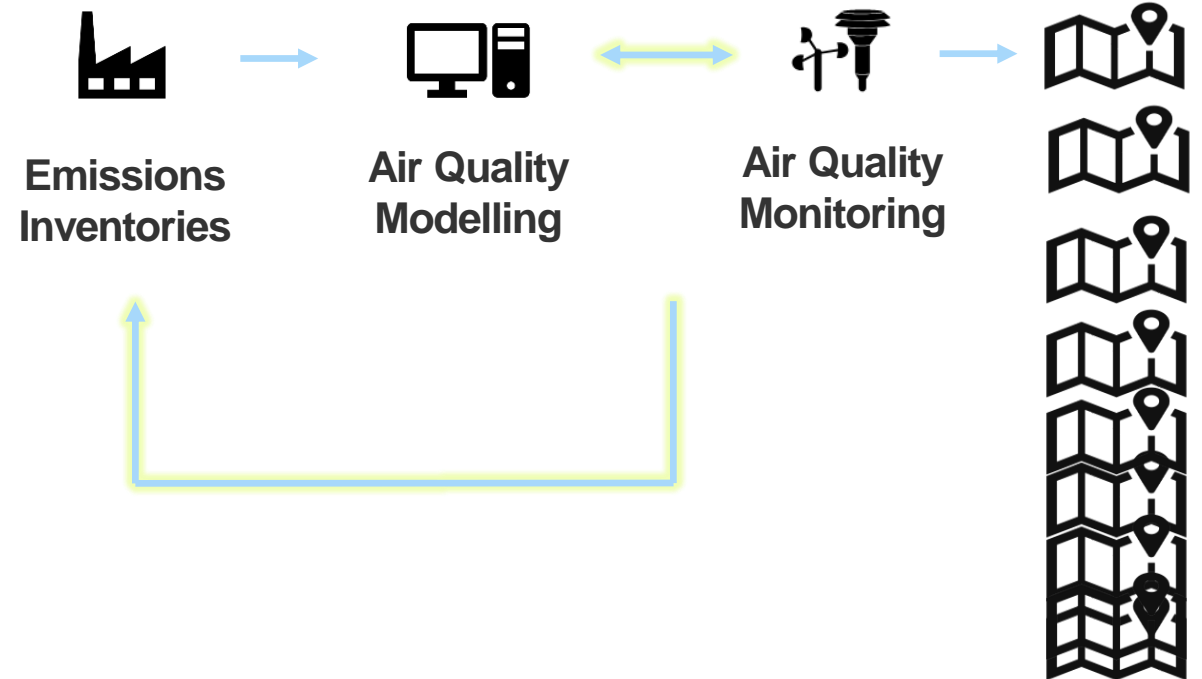 Emissions
Inventories
Air Quality
Modelling
Air Quality
Monitoring